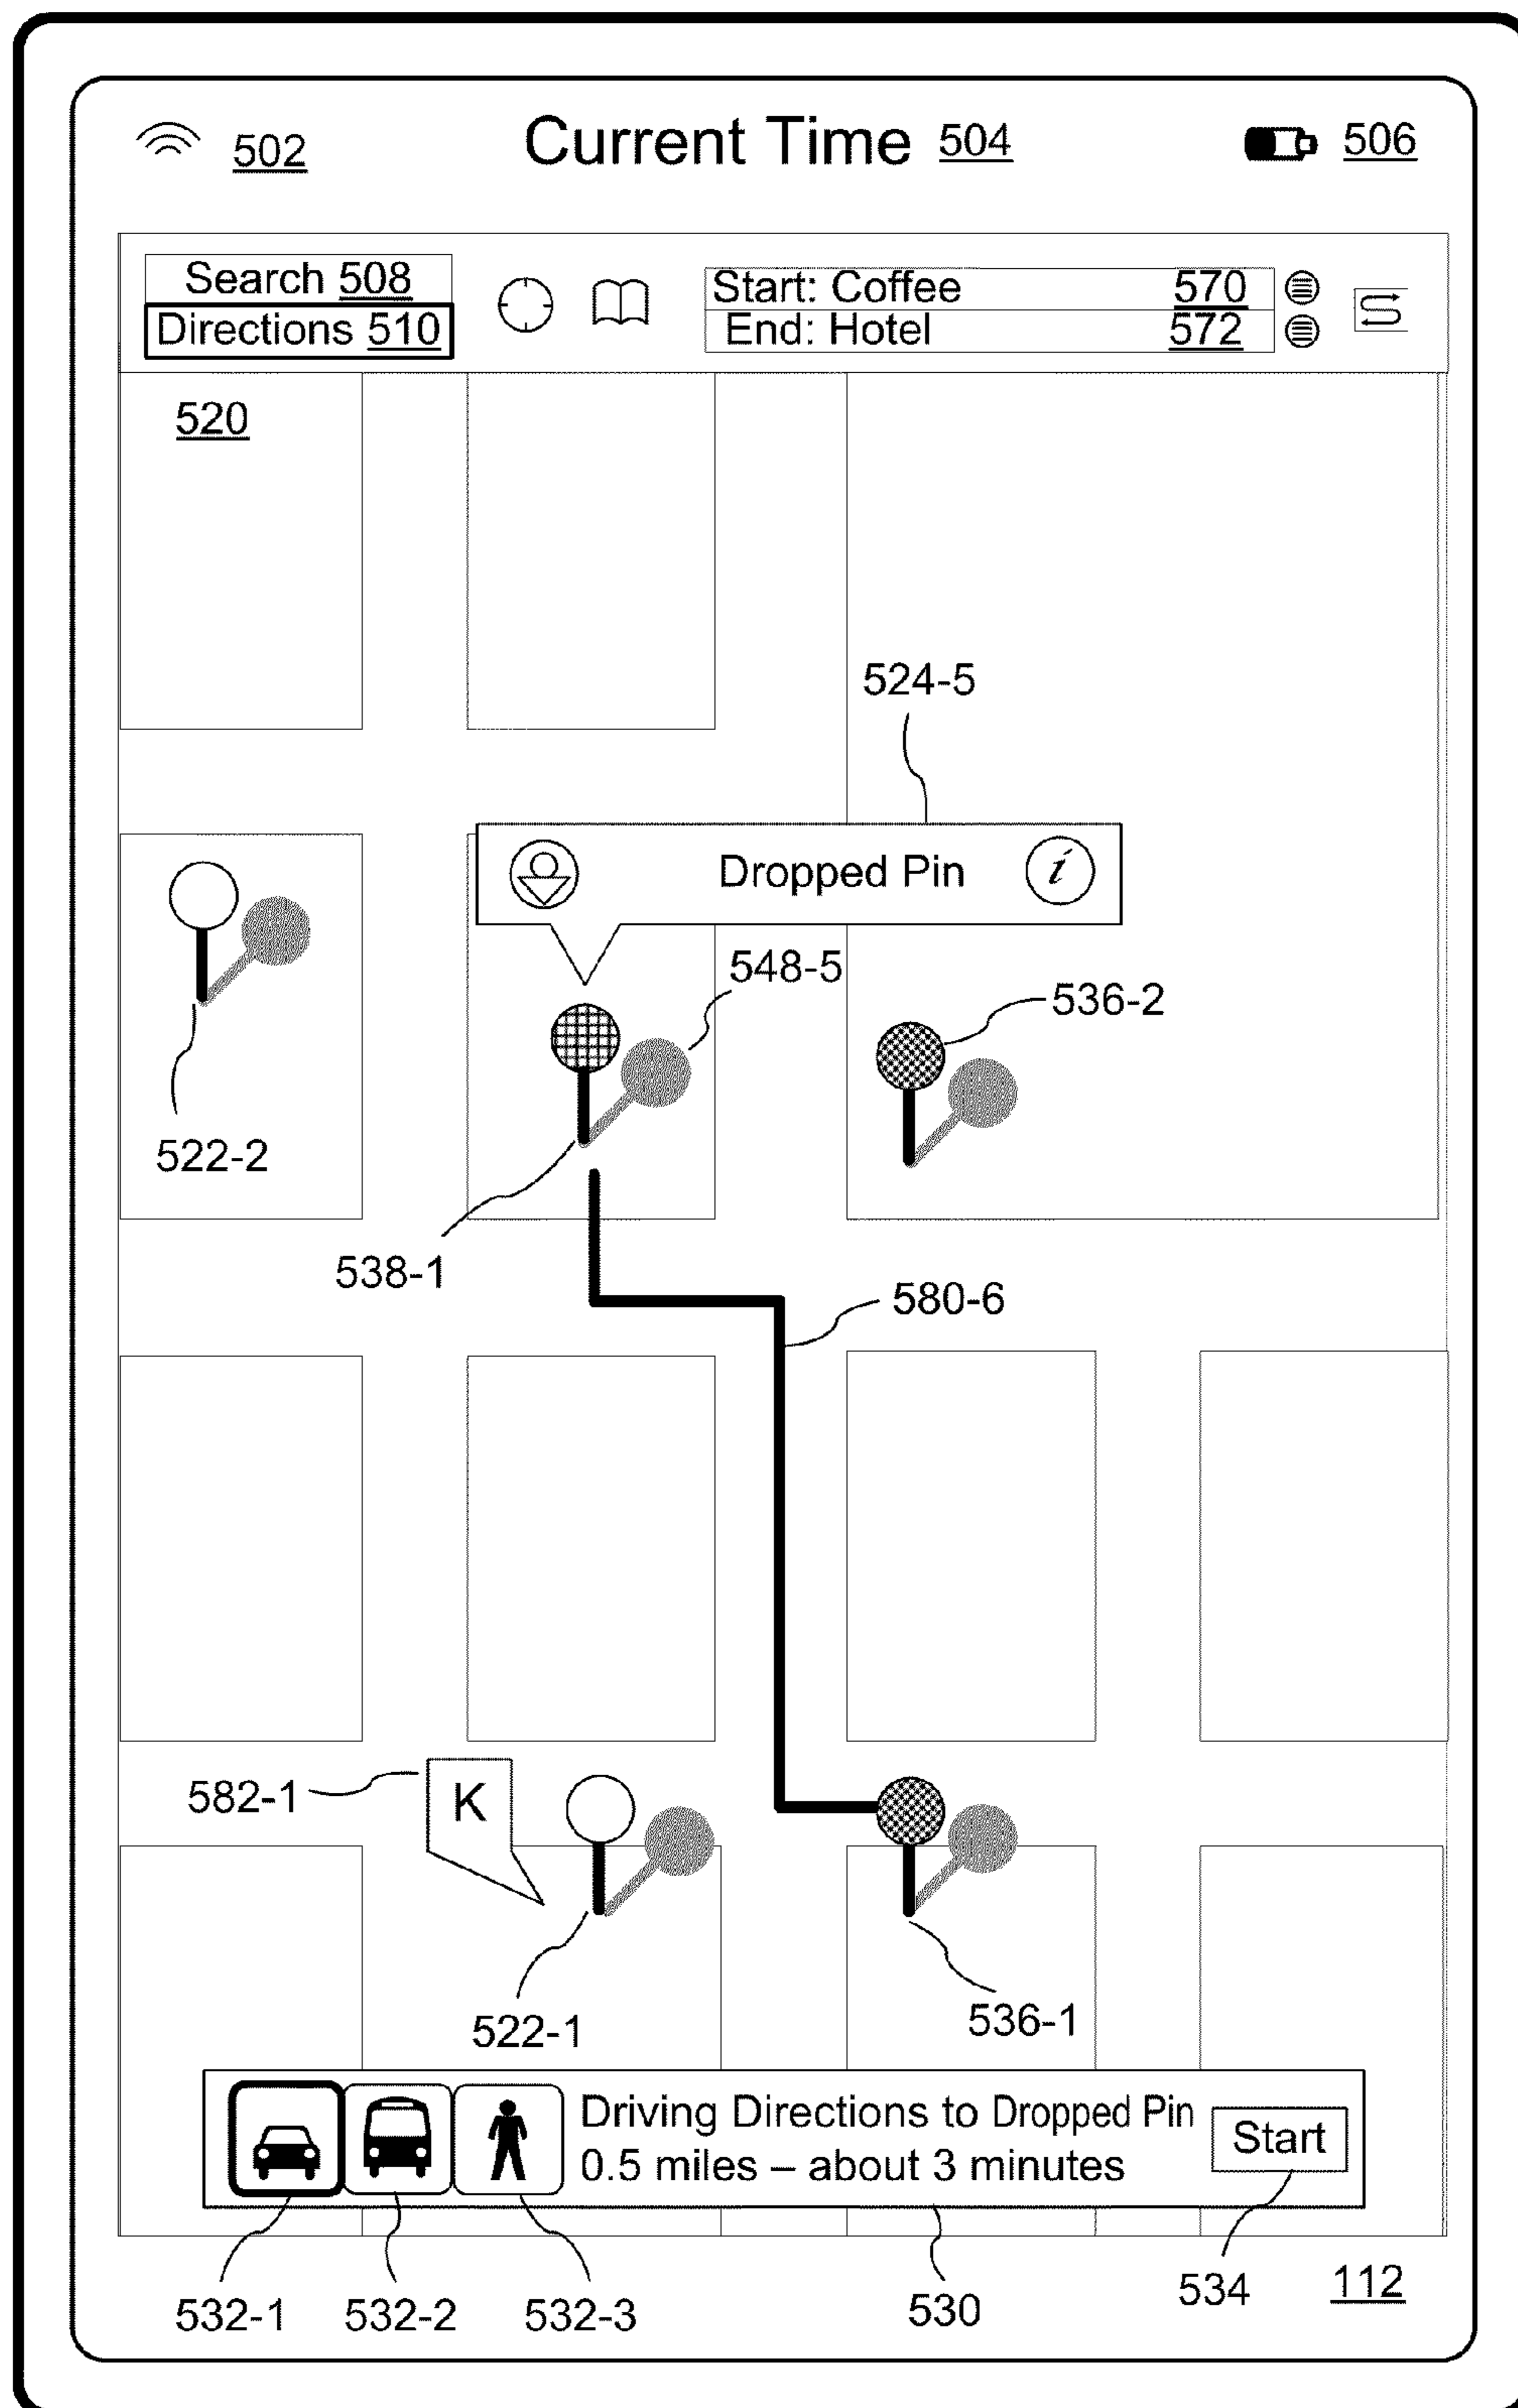 502 Current Time 504 506
Search 508
Directions 510
Start: Coffee 570
End: Hotel 572
520
524-5
Dropped Pin i
548-5
536-2
522-2
538-1
580-6
582-1
K
522-1
536-1
Driving Directions to Dropped Pin
0.5 miles – about 3 minutes
Start
532-1 532-2 532-3 530 534 112